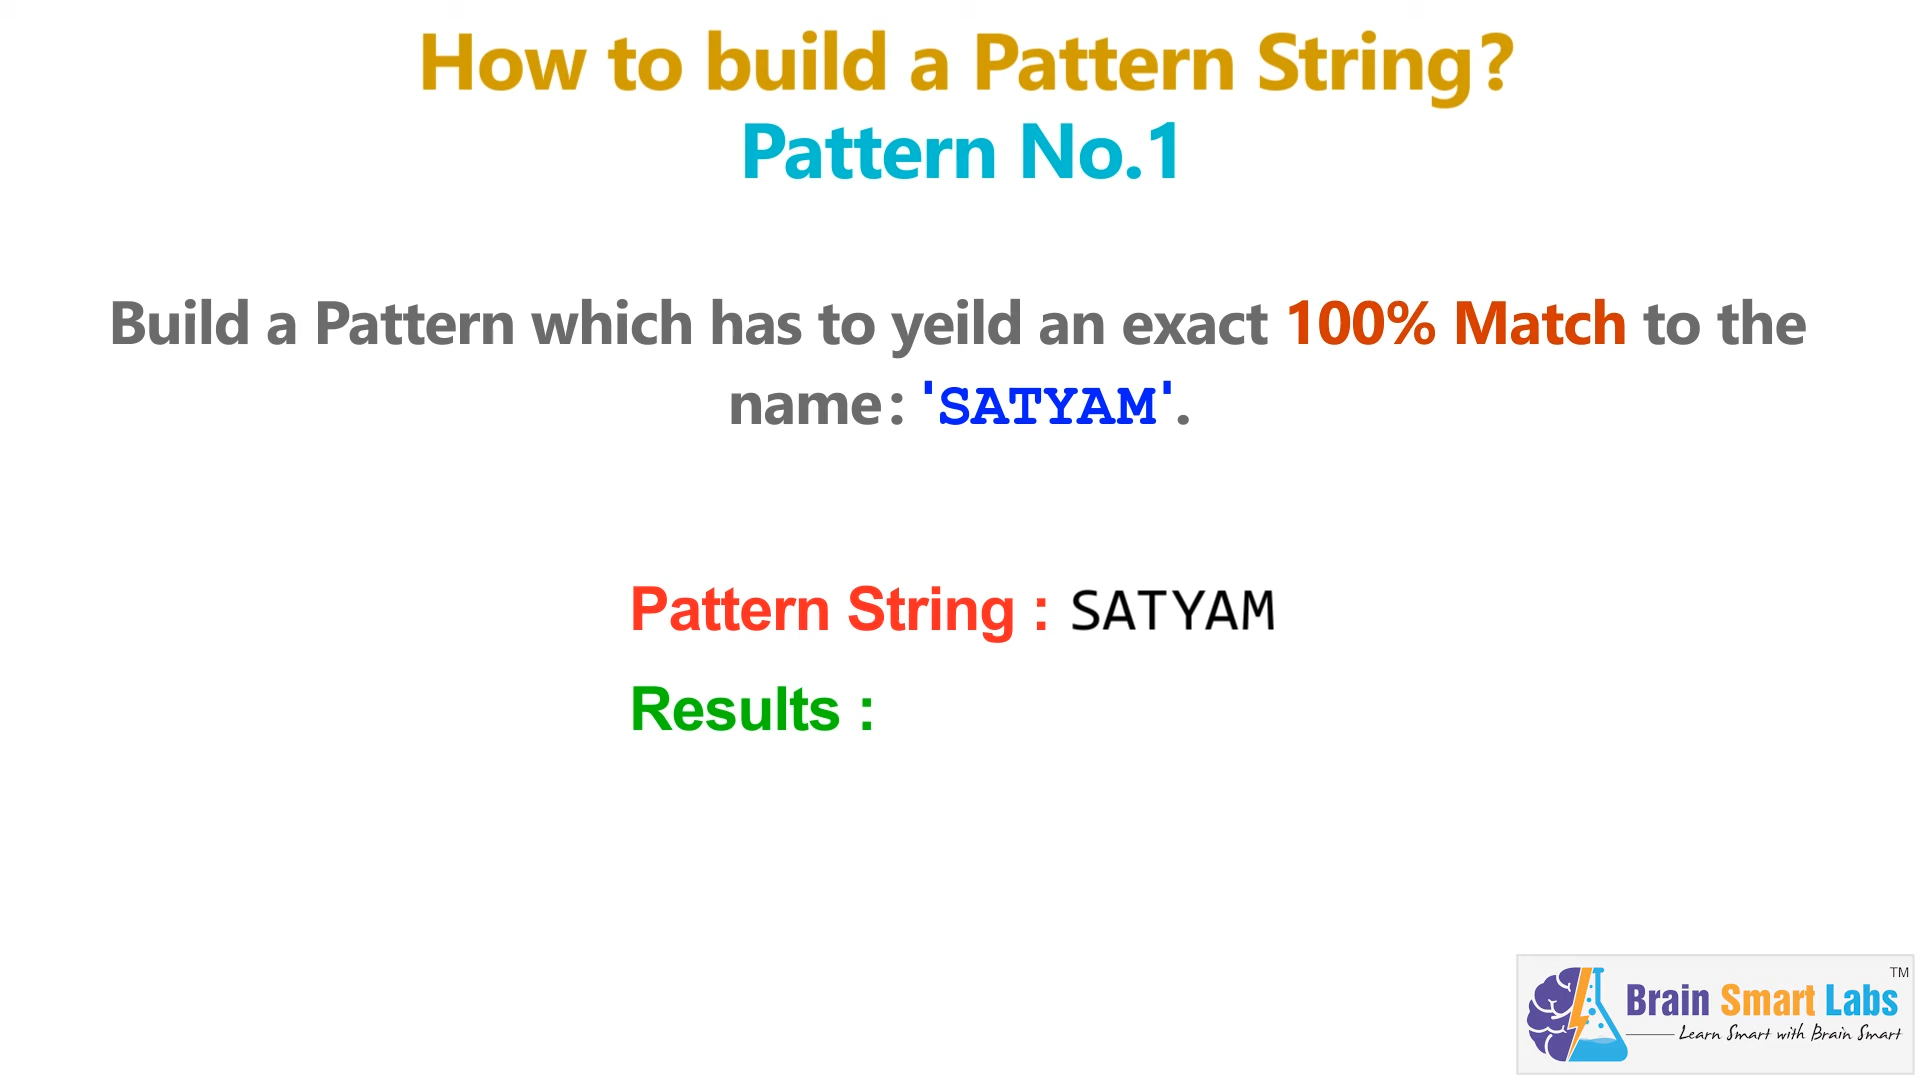 How to build a Pattern String?
Pattern No.1
Build a Pattern which has to yeild an exact 100% Match to the
name: 'SATYAM'.
Pattern String : SATYAM
Results :
TM
Brain Smart Labs
Learn Smart with Brain Smart